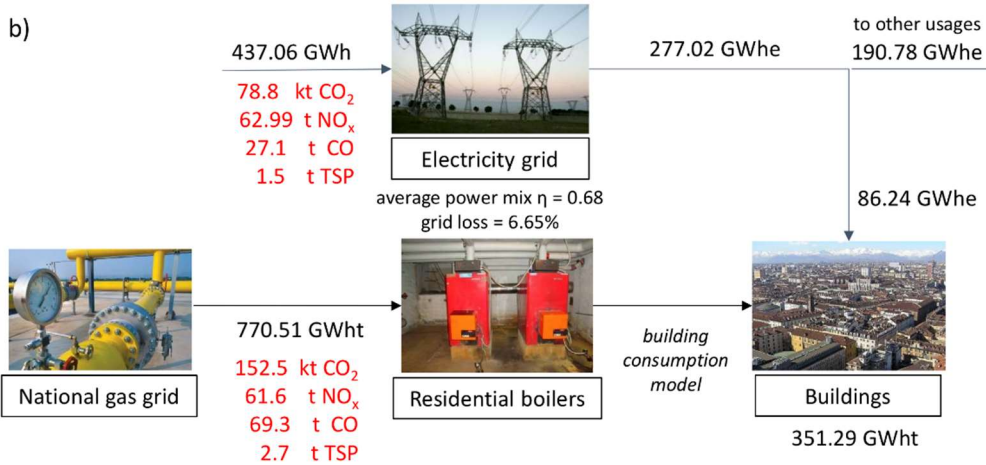 b)
437.06 GWh
78.8 kt CO₂
62.99 t NOₓ
27.1 t CO
1.5 t TSP
Electricity grid
average power mix η = 0.68
grid loss = 6.65%
277.02 GWhe
to other usages
190.78 GWhe
86.24 GWhe
National gas grid
770.51 GWht
152.5 kt CO₂
61.6 t NOₓ
69.3 t CO
2.7 t TSP
Residential boilers
building
consumption
model
Buildings
351.29 GWht